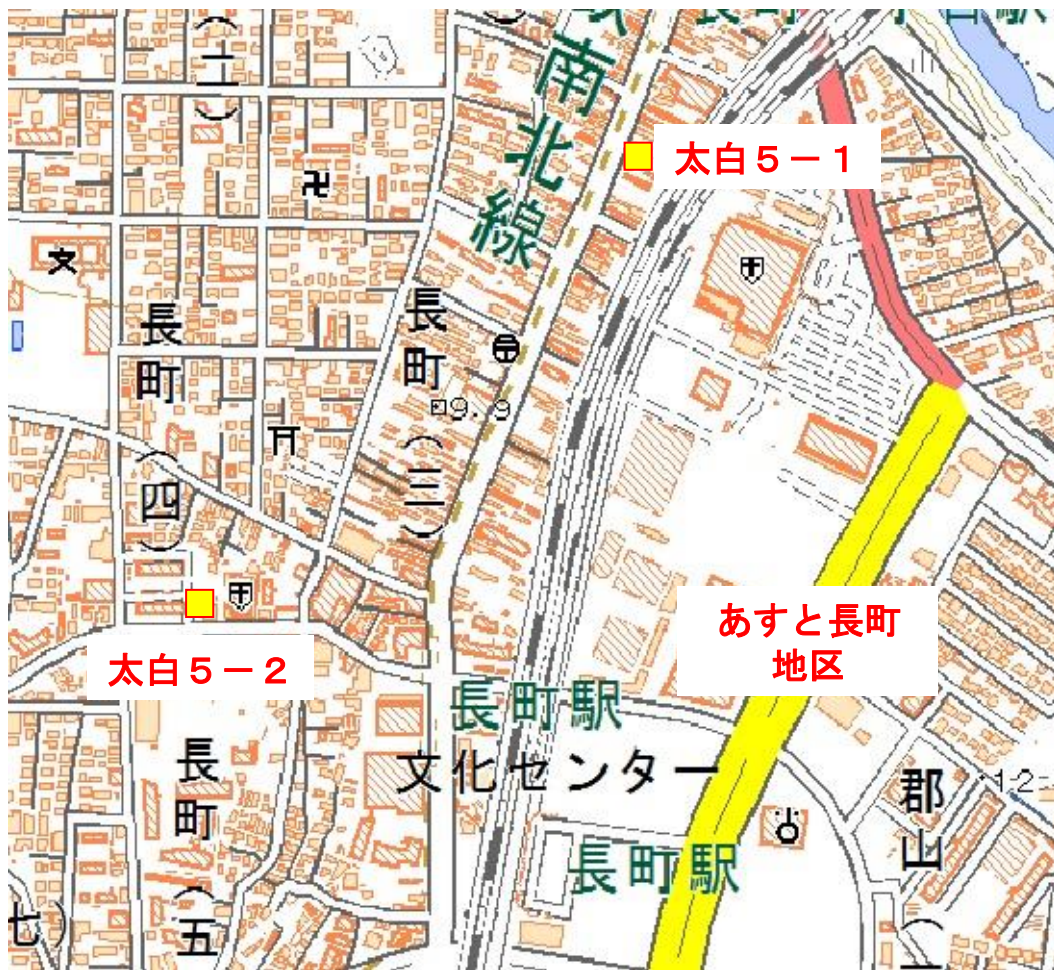 南北線
太白5－1
長町(三)
9.9
長町(四)
太白5－2
あすと長町
地区
長町駅
文化センター
長町駅
長町(五
郡山
12
七)